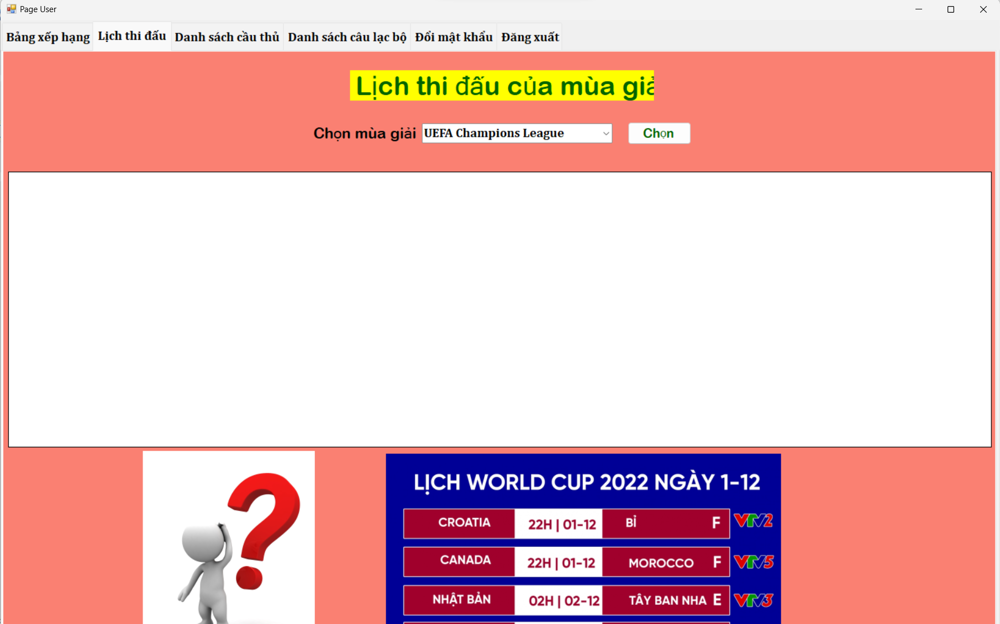 Page User
Bảng xếp hạng Lịch thi đấu Danh sách cầu thủ Danh sách câu lạc bộ Đổi mật khẩu Đăng xuất
Lịch thi đấu của mùa giả
Chọn mùa giải UEFA Champions League Chọn
LỊCH WORLD CUP 2022 NGÀY 1-12
CROATIA 22H | 01-12 BỈ F VTV2
CANADA 22H | 01-12 MOROCCO F VTV5
NHẬT BẢN 02H | 02-12 TÂY BAN NHA E VTV3